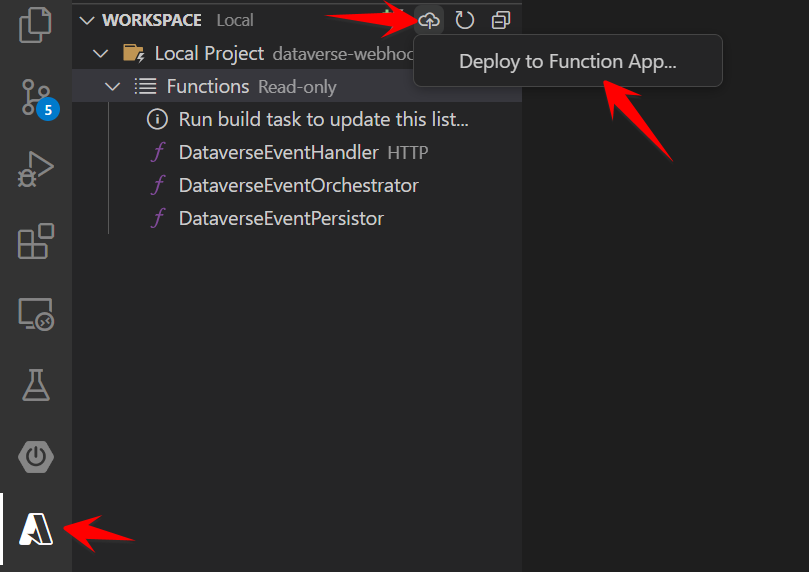 WORKSPACE Local
Local Project dataverse-webhoo
Deploy to Function App...
Functions Read-only
Run build task to update this list...
DataverseEventHandler HTTP
DataverseEventOrchestrator
DataverseEventPersistor
5